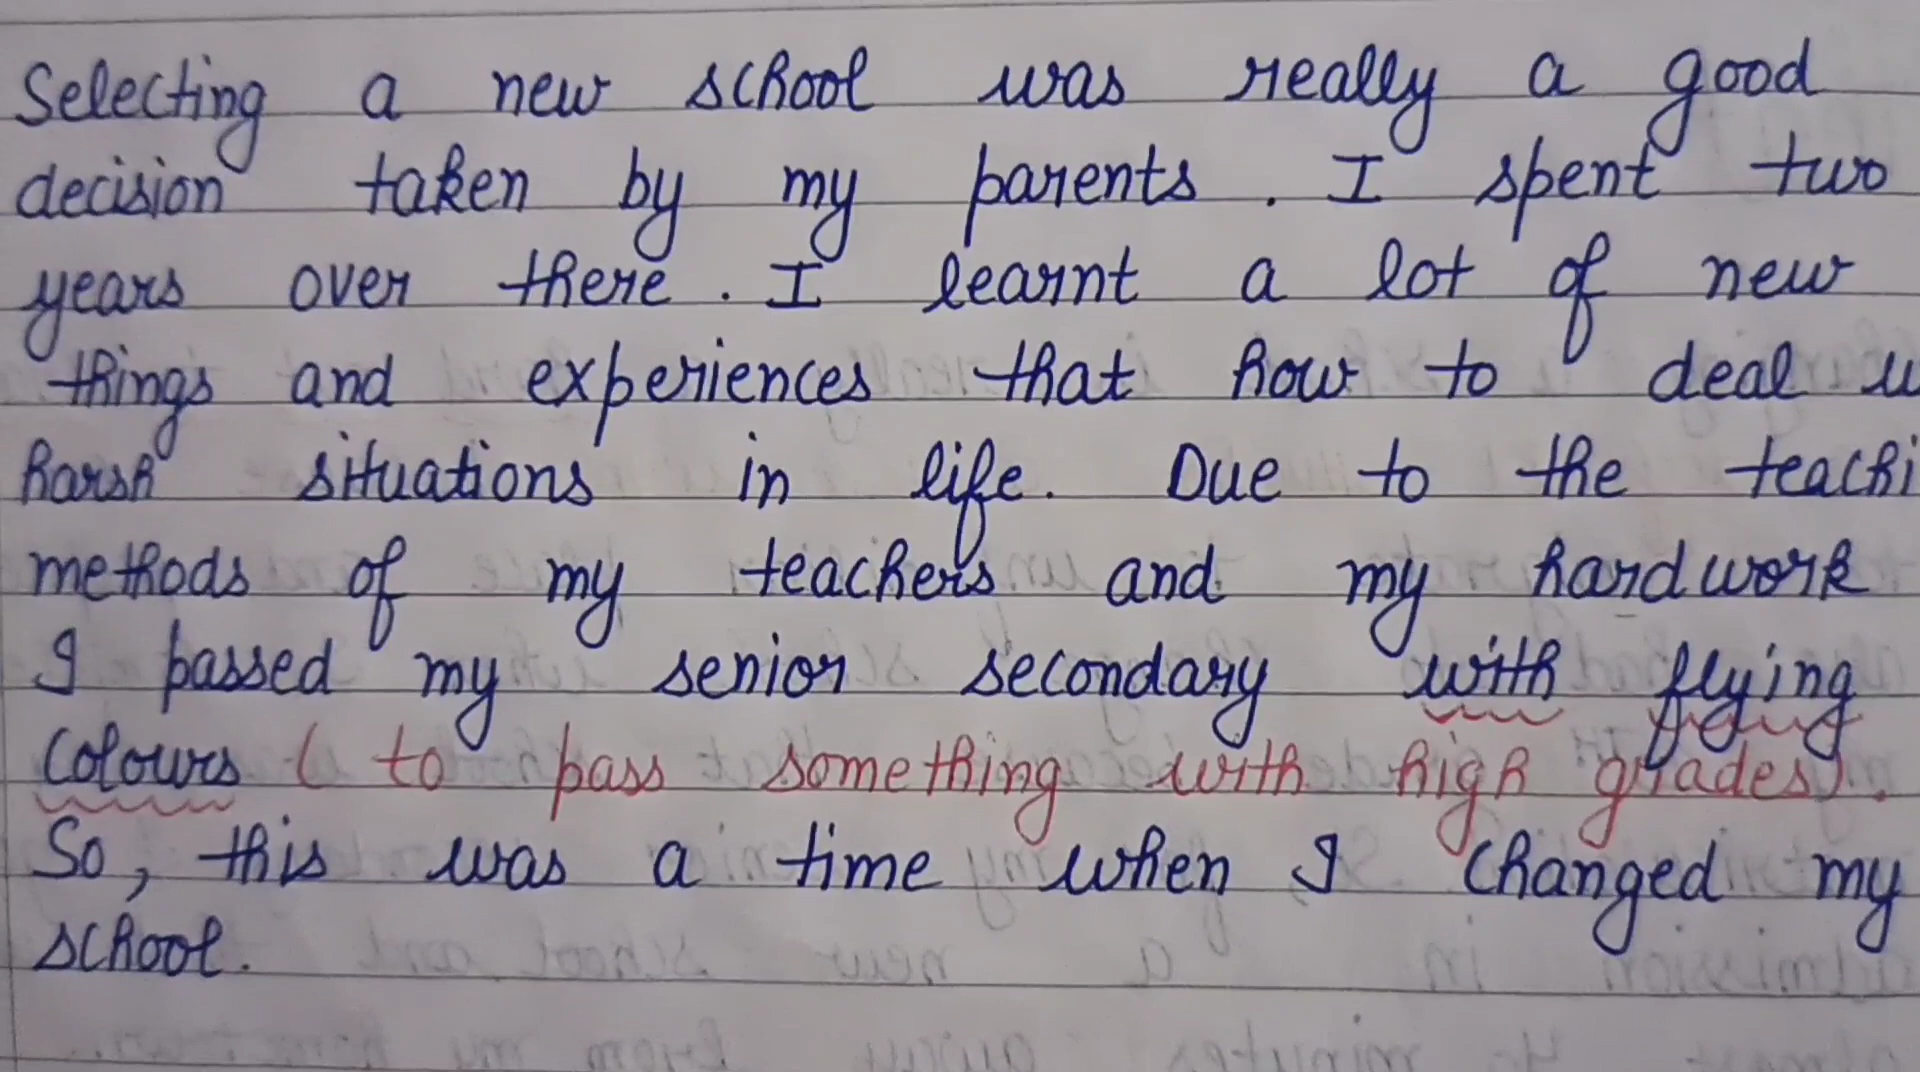 Selecting a new school was really a good
decision taken by my parents. I spent two
years over there. I learnt a lot of new
things and experiences that how to deal
harsh situations in life. Due to the teachi
methods of my teachers and my hardwork
I passed my senior secondary with flying
colours (to pass something with high grades).
So, this was a time when I changed my
school.